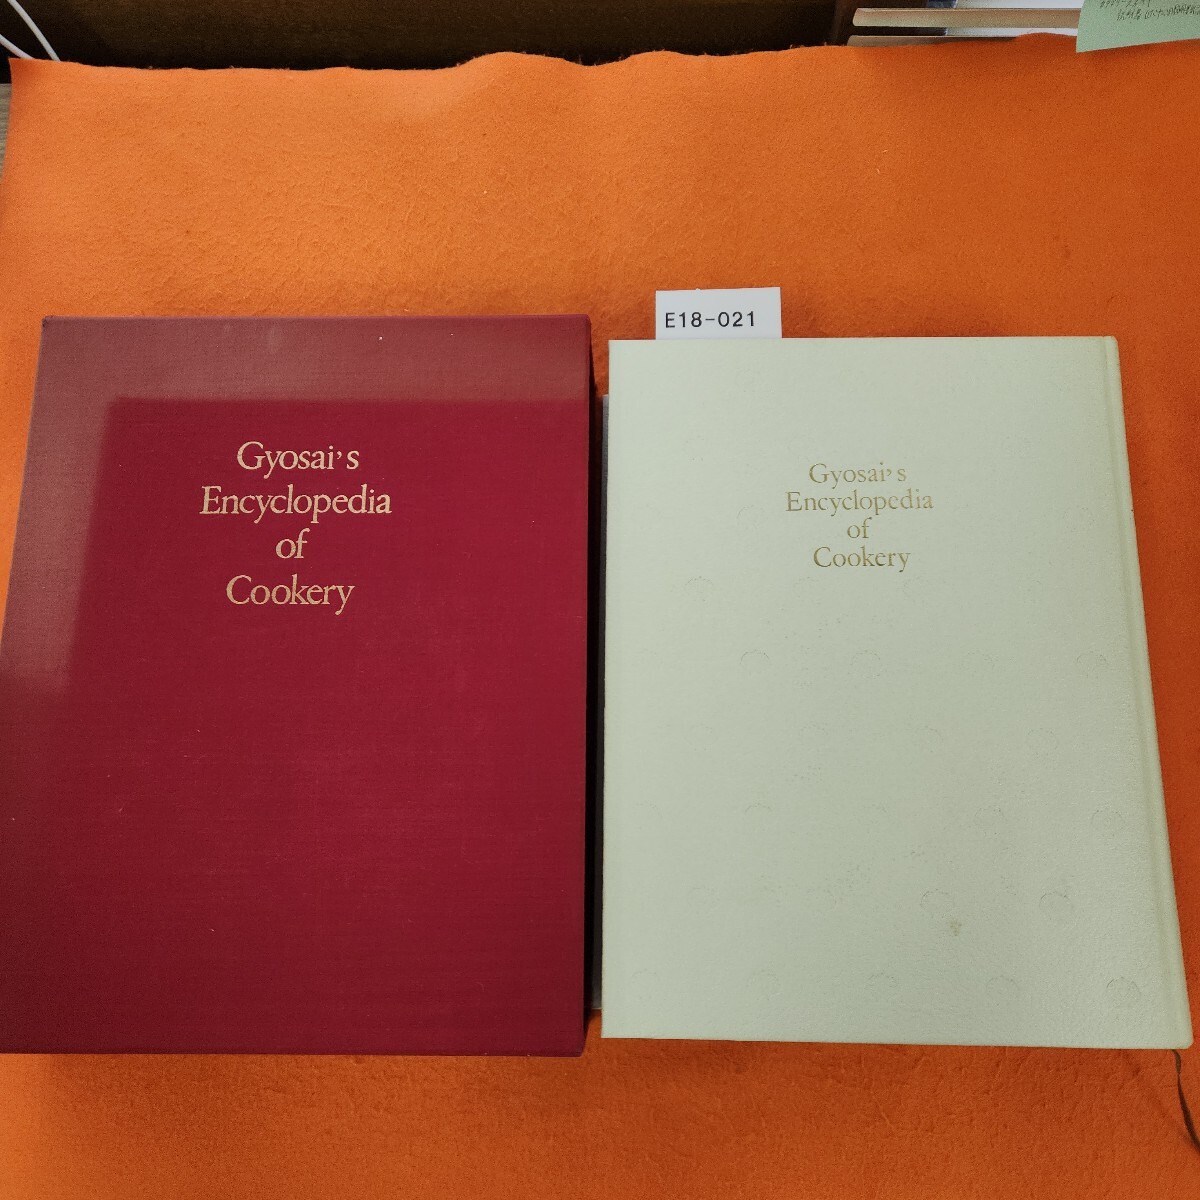 Gyosai's
Encyclopedia
of
Cookery
E18-021
Gyosai's
Encyclopedia
of
Cookery